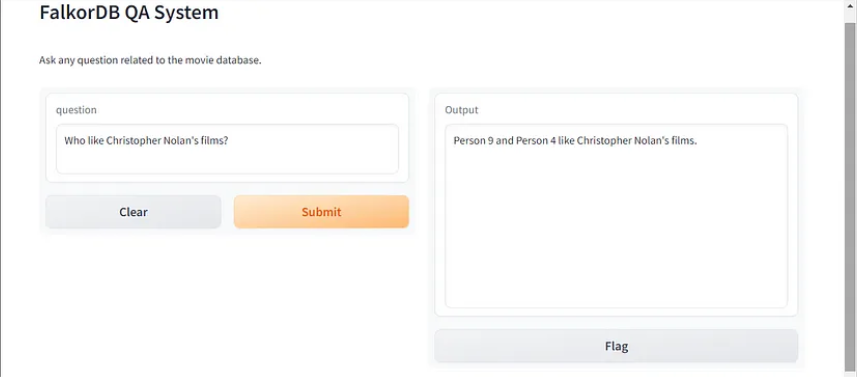 FalkorDB QA System
Ask any question related to the movie database.
question
Who like Christopher Nolan's films?
Clear
Submit
Output
Person 9 and Person 4 like Christopher Nolan's films.
Flag